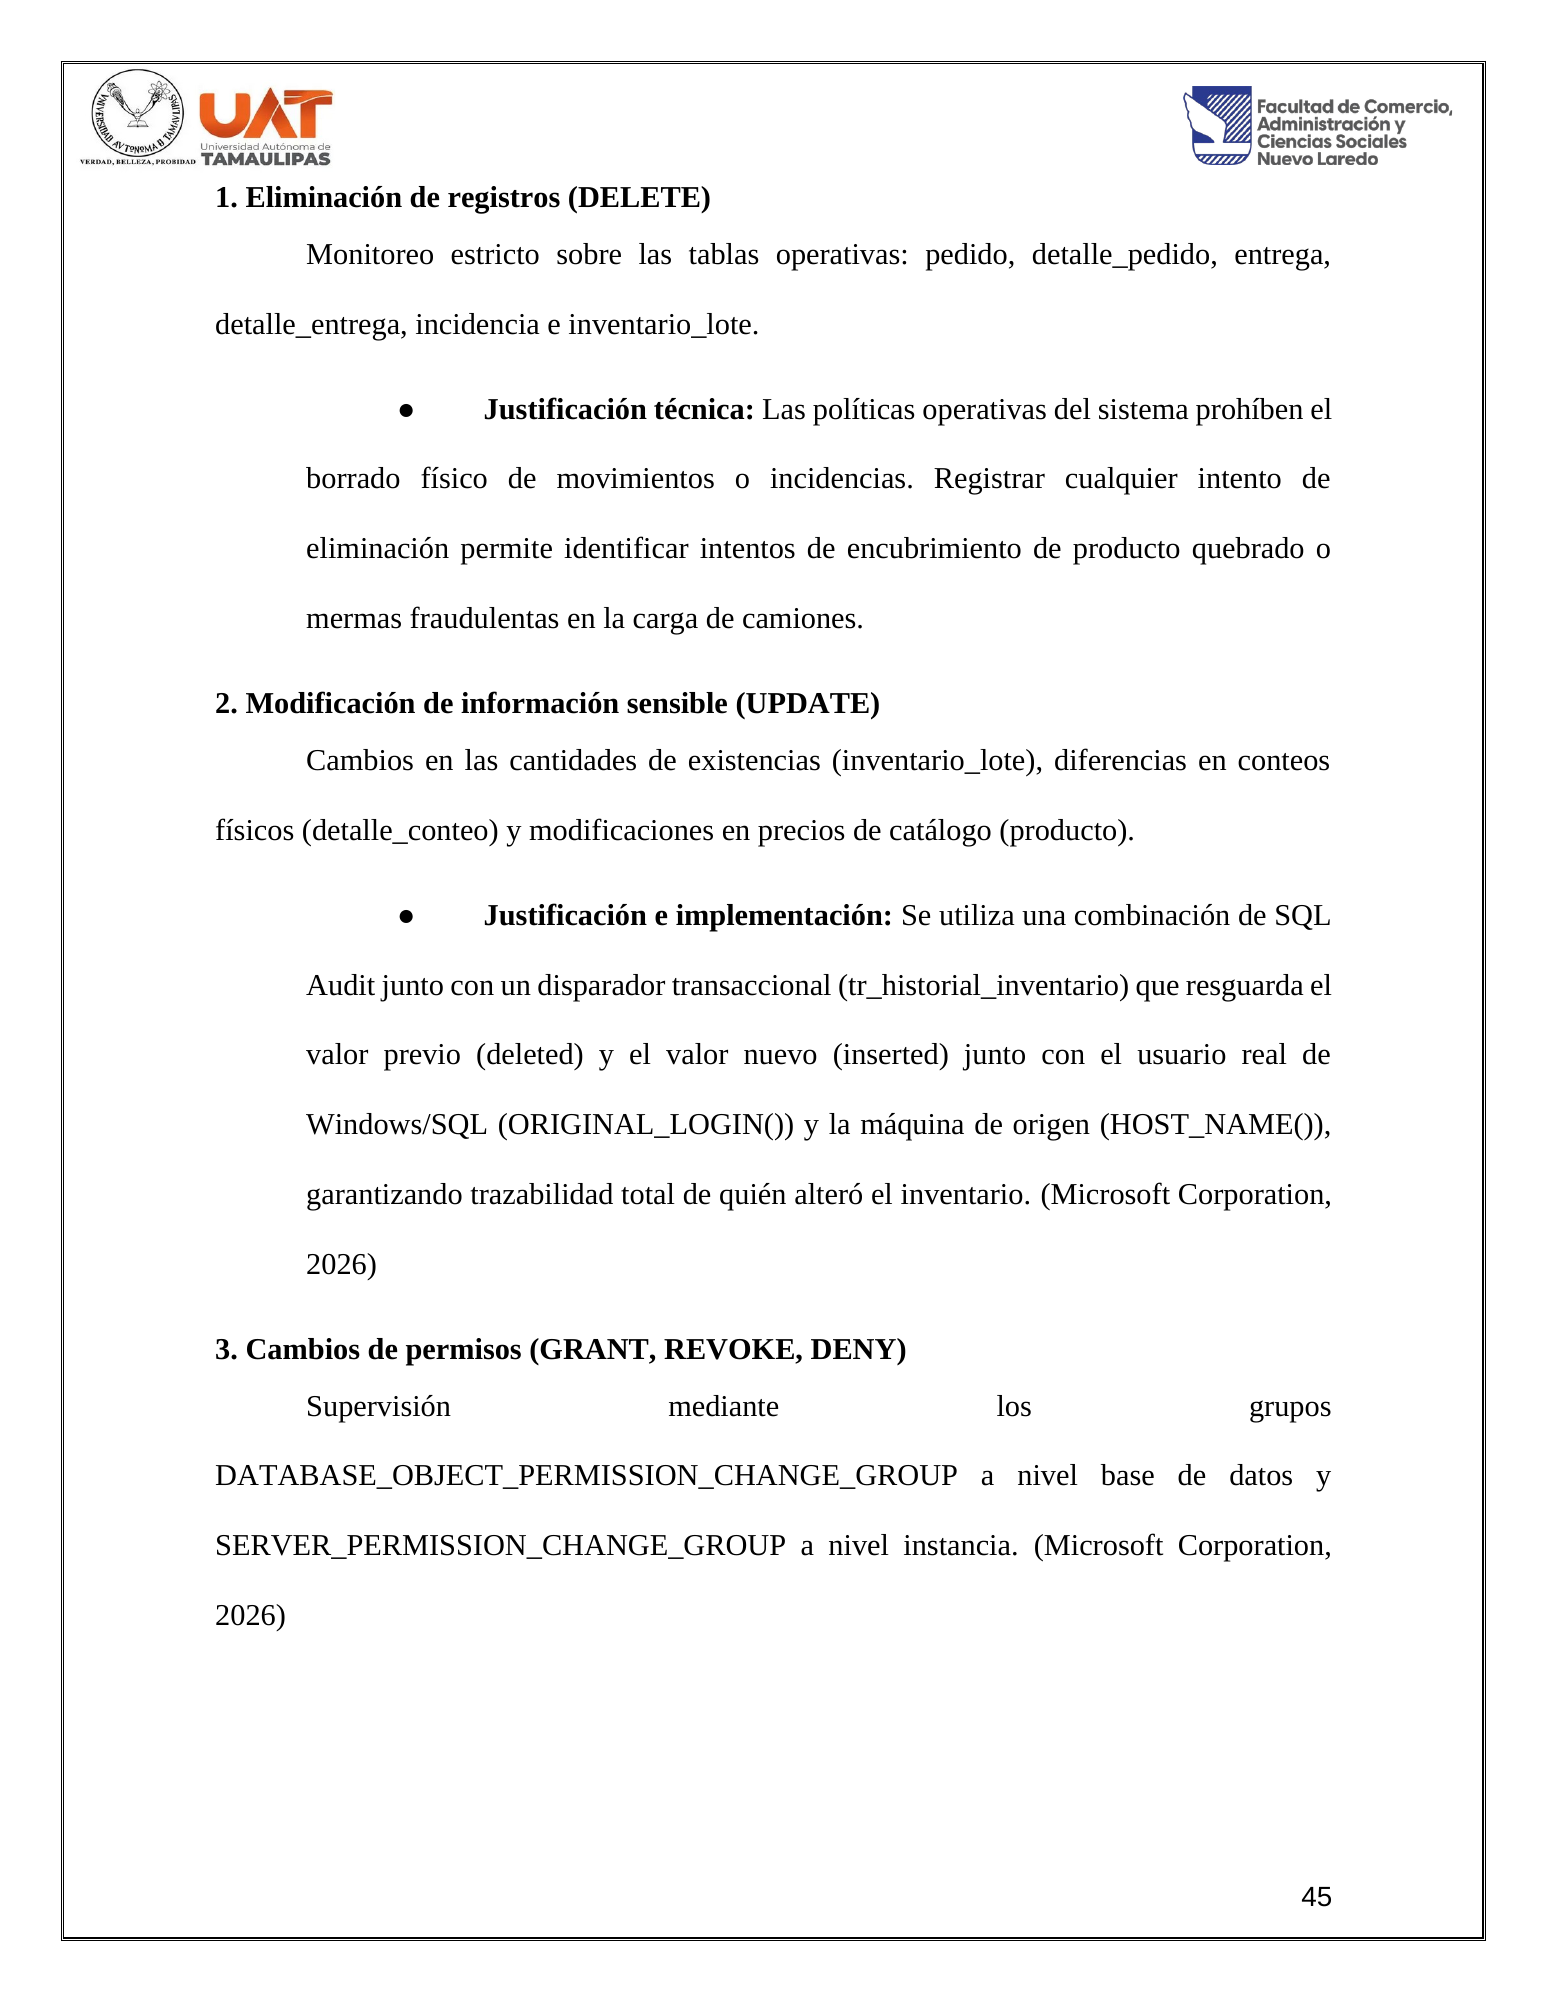 VNIVERSIDAD AVTONOMA D TAMAVLIPAS
VERDAD, BELLEZA, PROBIDAD
UAT
Universidad Autónoma de
TAMAULIPAS
Facultad de Comercio,
Administración y
Ciencias Sociales
Nuevo Laredo
1. Eliminación de registros (DELETE)
Monitoreo estricto sobre las tablas operativas: pedido, detalle_pedido, entrega,
detalle_entrega, incidencia e inventario_lote.
● Justificación técnica: Las políticas operativas del sistema prohíben el
borrado físico de movimientos o incidencias. Registrar cualquier intento de
eliminación permite identificar intentos de encubrimiento de producto quebrado o
mermas fraudulentas en la carga de camiones.
2. Modificación de información sensible (UPDATE)
Cambios en las cantidades de existencias (inventario_lote), diferencias en conteos
físicos (detalle_conteo) y modificaciones en precios de catálogo (producto).
● Justificación e implementación: Se utiliza una combinación de SQL
Audit junto con un disparador transaccional (tr_historial_inventario) que resguarda el
valor previo (deleted) y el valor nuevo (inserted) junto con el usuario real de
Windows/SQL (ORIGINAL_LOGIN()) y la máquina de origen (HOST_NAME()),
garantizando trazabilidad total de quién alteró el inventario. (Microsoft Corporation,
2026)
3. Cambios de permisos (GRANT, REVOKE, DENY)
Supervisión mediante los grupos
DATABASE_OBJECT_PERMISSION_CHANGE_GROUP a nivel base de datos y
SERVER_PERMISSION_CHANGE_GROUP a nivel instancia. (Microsoft Corporation,
2026)
45